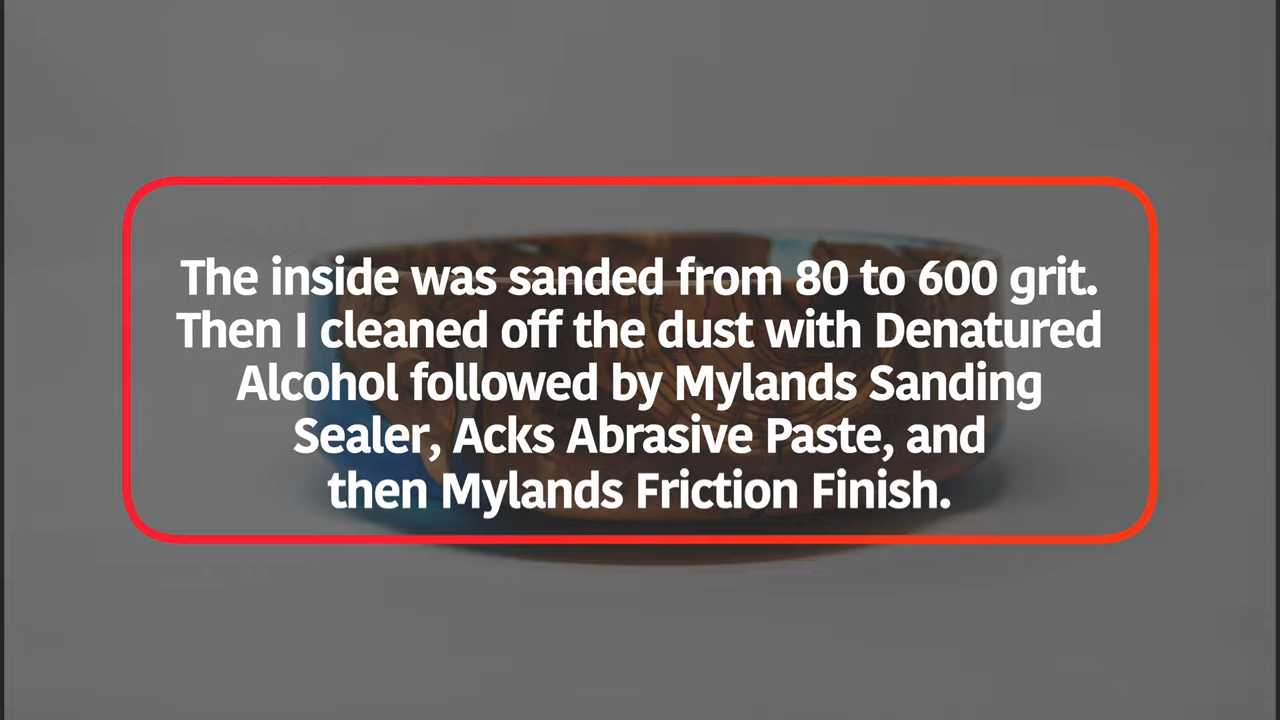 The inside was sanded from 80 to 600 grit.
Then I cleaned off the dust with Denatured
Alcohol followed by Mylands Sanding
Sealer, Acks Abrasive Paste, and
then Mylands Friction Finish.